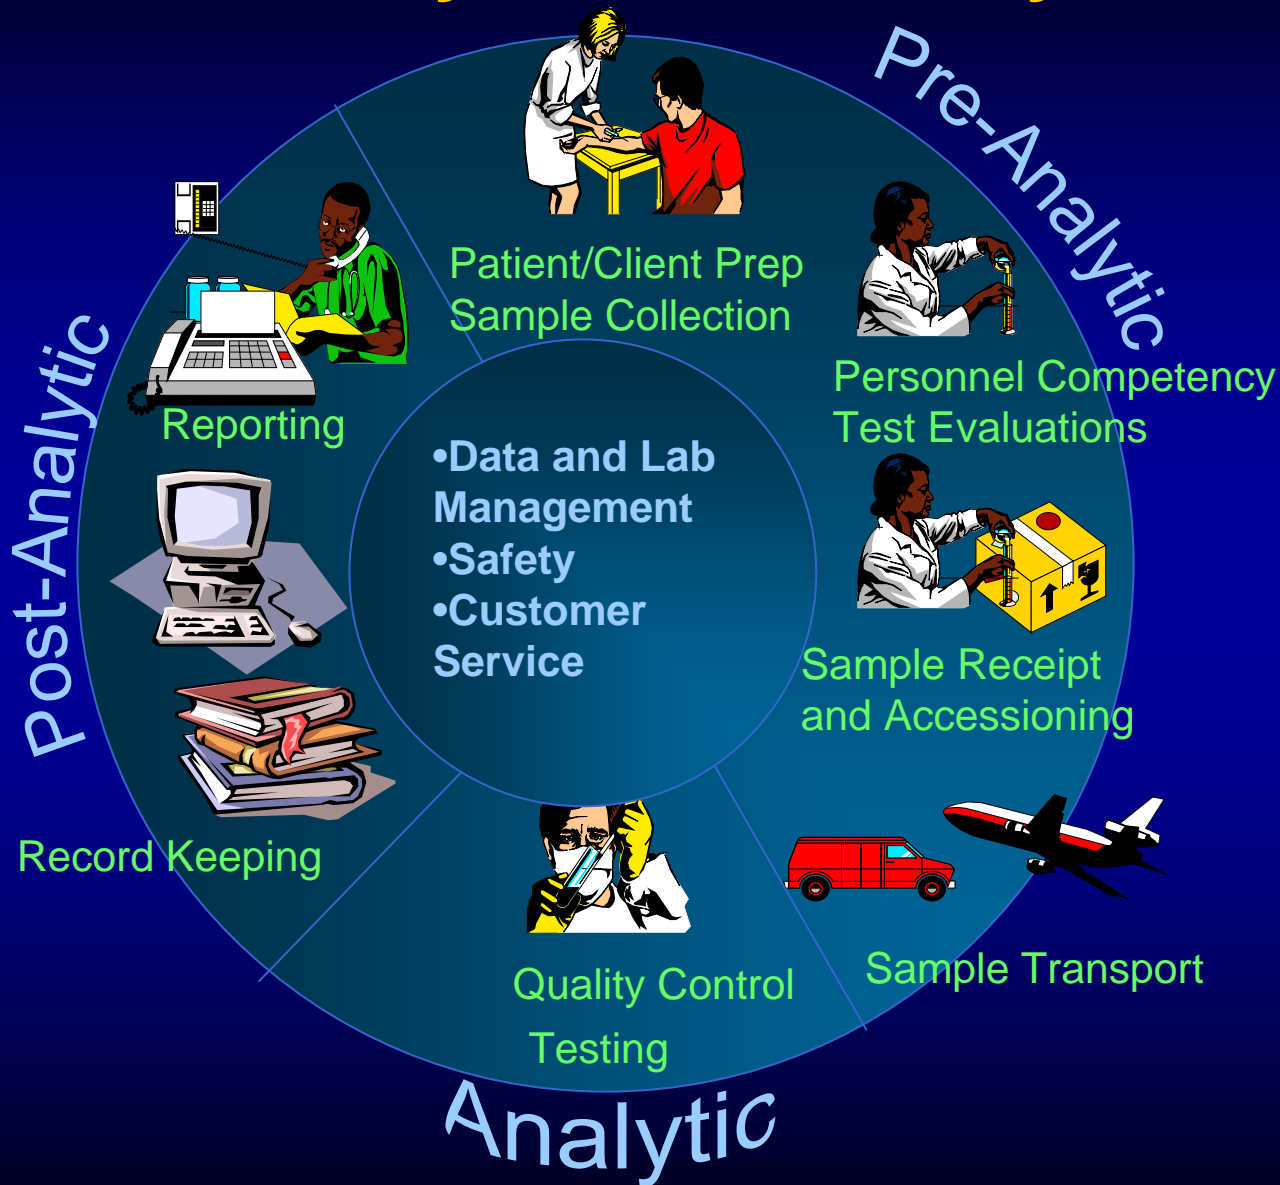 Pre-Analytic
Patient/Client Prep
Sample Collection
Personnel Competency
Test Evaluations
Reporting
•Data and Lab
Management
•Safety
•Customer
Service
Post-Analytic
Sample Receipt
and Accessioning
Record Keeping
Sample Transport
Quality Control
Testing
Analytic